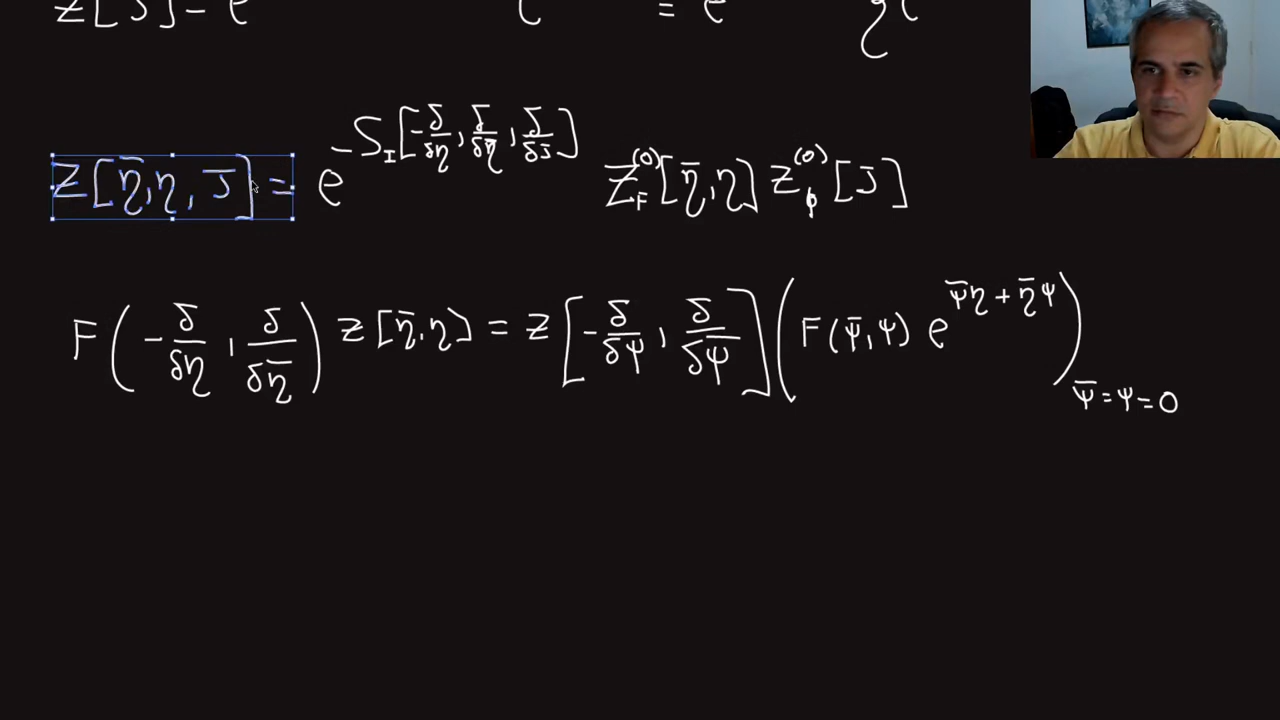 Z[J] = e = e
Z[η̄, η, J] = e^{-S_I[-δ/δη, δ/δη̄, δ/δJ]} Z_F^{(0)}[η̄, η] Z_φ^{(0)}[J]
F(-δ/δη, δ/δη̄) Z[η̄, η] = Z[-δ/δψ, δ/δψ̄] (F(ψ̄, ψ) e^{ψ̄η + η̄ψ})_{ψ̄=ψ=0}